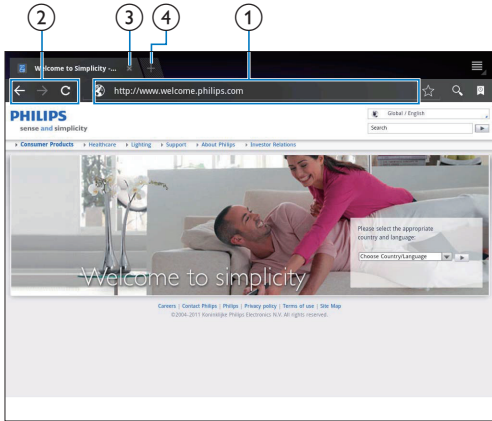 2 3 4 1
Welcome to Simplicity -... × +
http://www.welcome.philips.com
PHILIPS
sense and simplicity
Global / English
Search
Consumer Products Healthcare Lighting Support About Philips Investor Relations
Please select the appropriate
country and language:
Choose Country/Language
Welcome to simplicity
Careers | Contact Philips | Philips | Privacy policy | Terms of use | Site Map
©2004-2011 Koninklijke Philips Electronics N.V. All rights reserved.